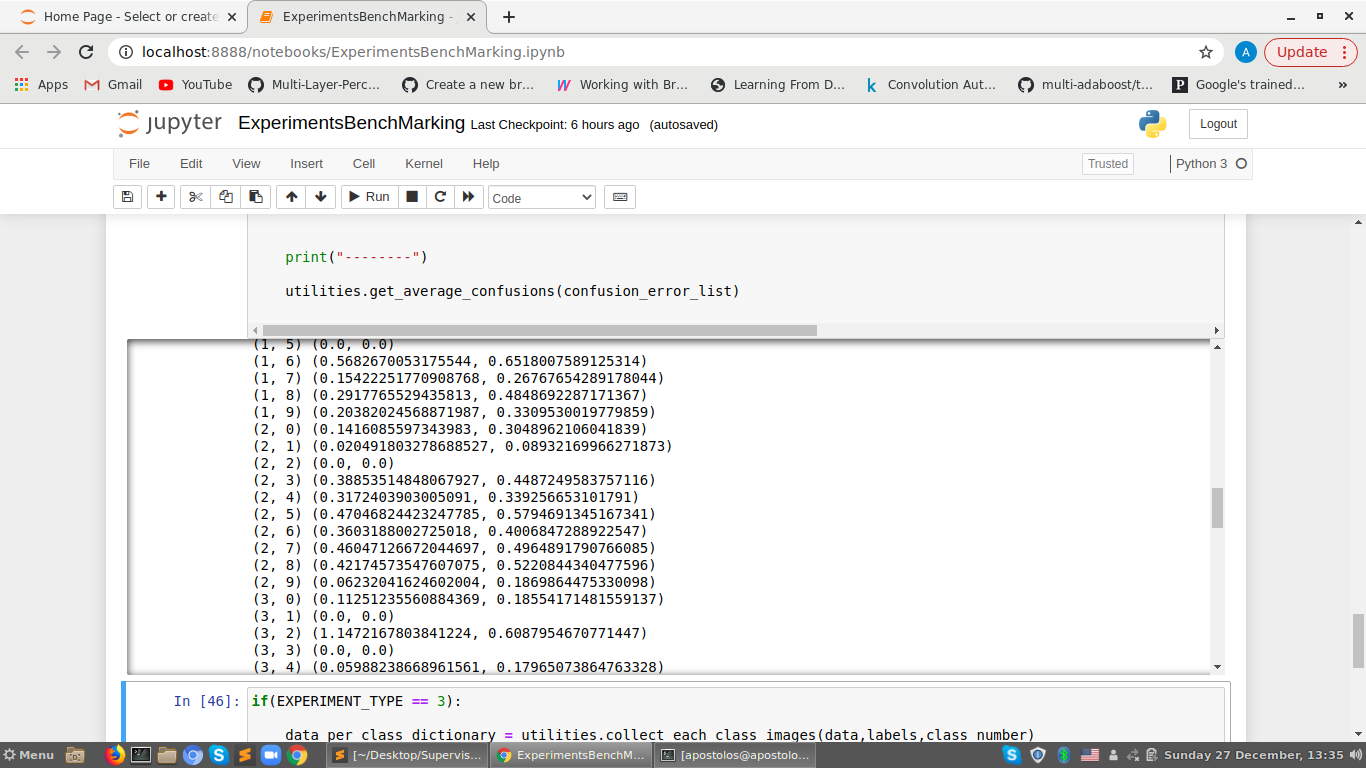 Home Page - Select or create
ExperimentsBenchMarking -
localhost:8888/notebooks/ExperimentsBenchMarking.ipynb
A
Update
Apps
Gmail
YouTube
Multi-Layer-Perc...
Create a new br...
Working with Br...
Learning From D...
Convolution Aut...
multi-adaboost/t...
Google's trained...
»
jupyter ExperimentsBenchMarking Last Checkpoint: 6 hours ago (autosaved)
Logout
File Edit View Insert Cell Kernel Help
Trusted
Python 3
Run
Code
print("--------")
utilities.get_average_confusions(confusion_error_list)
(1, 5) (0.0, 0.0)
(1, 6) (0.5682670053175544, 0.6518007589125314)
(1, 7) (0.15422251770908768, 0.26767654289178044)
(1, 8) (0.2917765529435813, 0.4848692287171367)
(1, 9) (0.20382024568871987, 0.3309530019779859)
(2, 0) (0.1416085597343983, 0.3048962106041839)
(2, 1) (0.020491803278688527, 0.08932169966271873)
(2, 2) (0.0, 0.0)
(2, 3) (0.38853514848067927, 0.4487249583757116)
(2, 4) (0.3172403903005091, 0.339256653101791)
(2, 5) (0.47046824423247785, 0.5794691345167341)
(2, 6) (0.3603188002725018, 0.4006847288922547)
(2, 7) (0.46047126672044697, 0.4964891790766085)
(2, 8) (0.42174573547607075, 0.5220844340477596)
(2, 9) (0.06232041624602004, 0.1869864475330098)
(3, 0) (0.11251235560884369, 0.18554171481559137)
(3, 1) (0.0, 0.0)
(3, 2) (1.1472167803841224, 0.6087954670771447)
(3, 3) (0.0, 0.0)
(3, 4) (0.05988238668961561, 0.17965073864763328)
In [46]: if(EXPERIMENT_TYPE == 3):
data_per_class_dictionary = utilities.collect_each_class_images(data,labels,class_number)
Menu
[~/Desktop/Supervis...
ExperimentsBenchM...
[apostolos@apostolo...
Sunday 27 December, 13:35